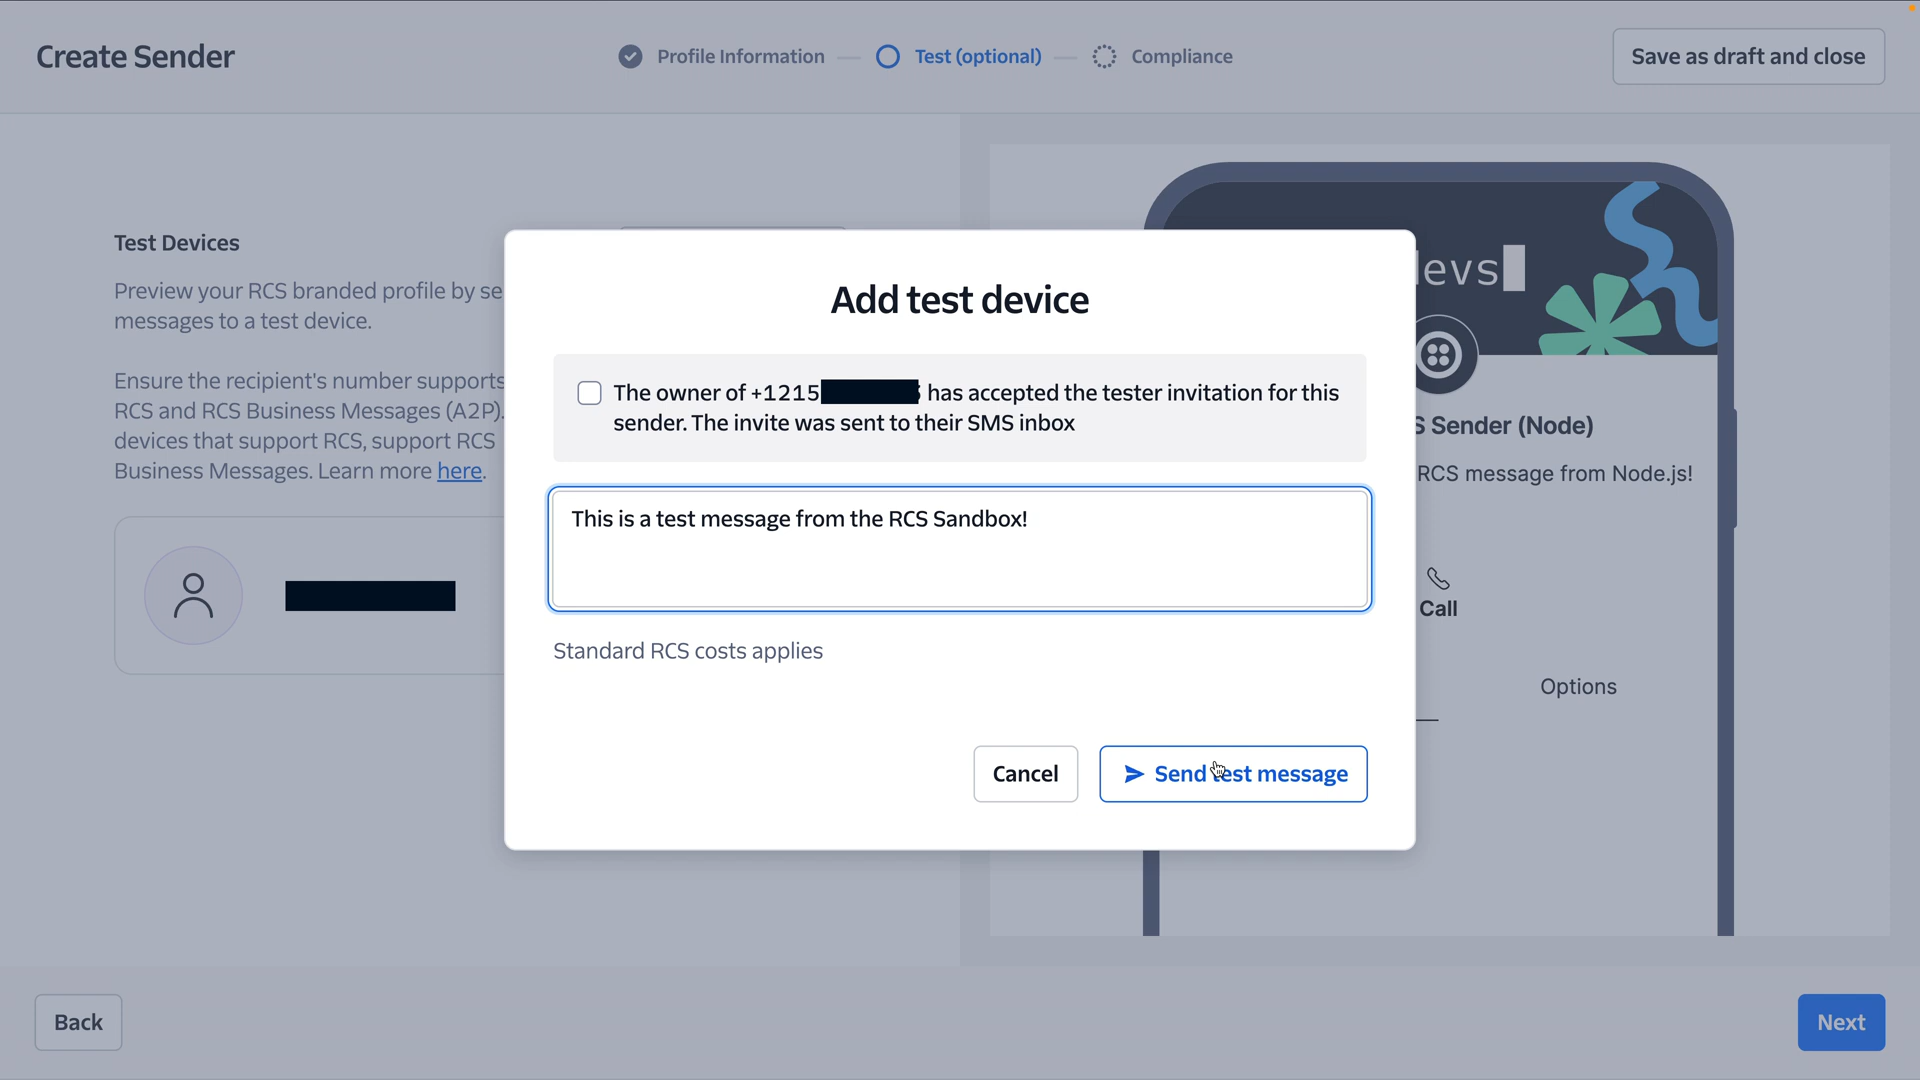 Create Sender
Profile Information
Test (optional)
Compliance
Save as draft and close
Test Devices
Preview your RCS branded profile by se
messages to a test device.
Ensure the recipient's number supports
RCS and RCS Business Messages (A2P).
devices that support RCS, support RCS
Business Messages. Learn more here.
Add test device
The owner of +1215 has accepted the tester invitation for this
sender. The invite was sent to their SMS inbox
This is a test message from the RCS Sandbox!
Standard RCS costs applies
Cancel
Send test message
devs
S Sender (Node)
RCS message from Node.js!
Call
Options
Back
Next